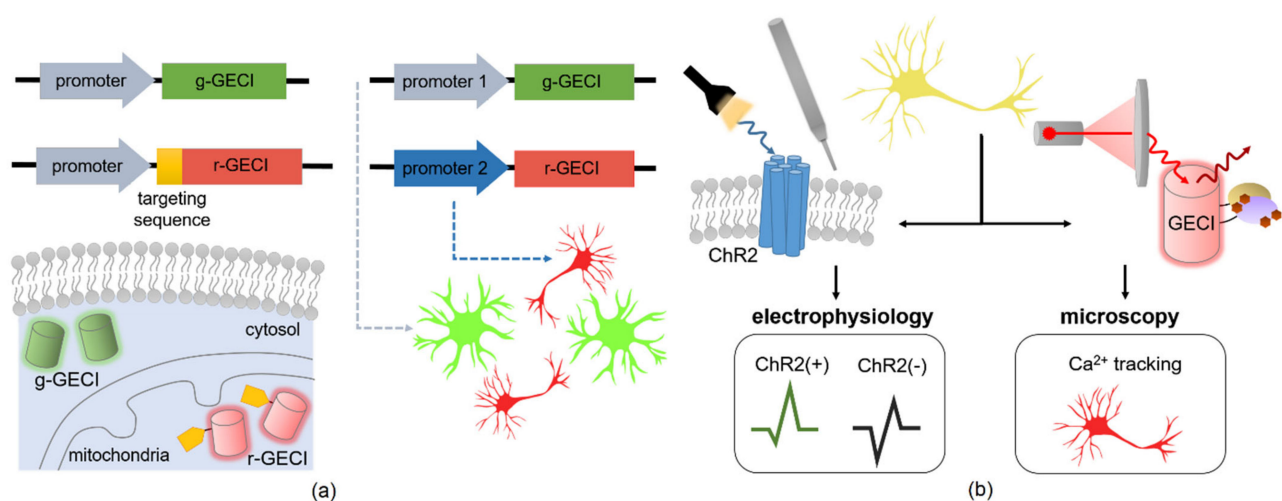 promoter
g-GECI
promoter
r-GECI
targeting
sequence
cytosol
g-GECI
mitochondria
r-GECI
promoter 1
g-GECI
promoter 2
r-GECI
(a)
ChR2
GECI
electrophysiology
ChR2(+)
ChR2(-)
microscopy
Ca²⁺ tracking
(b)